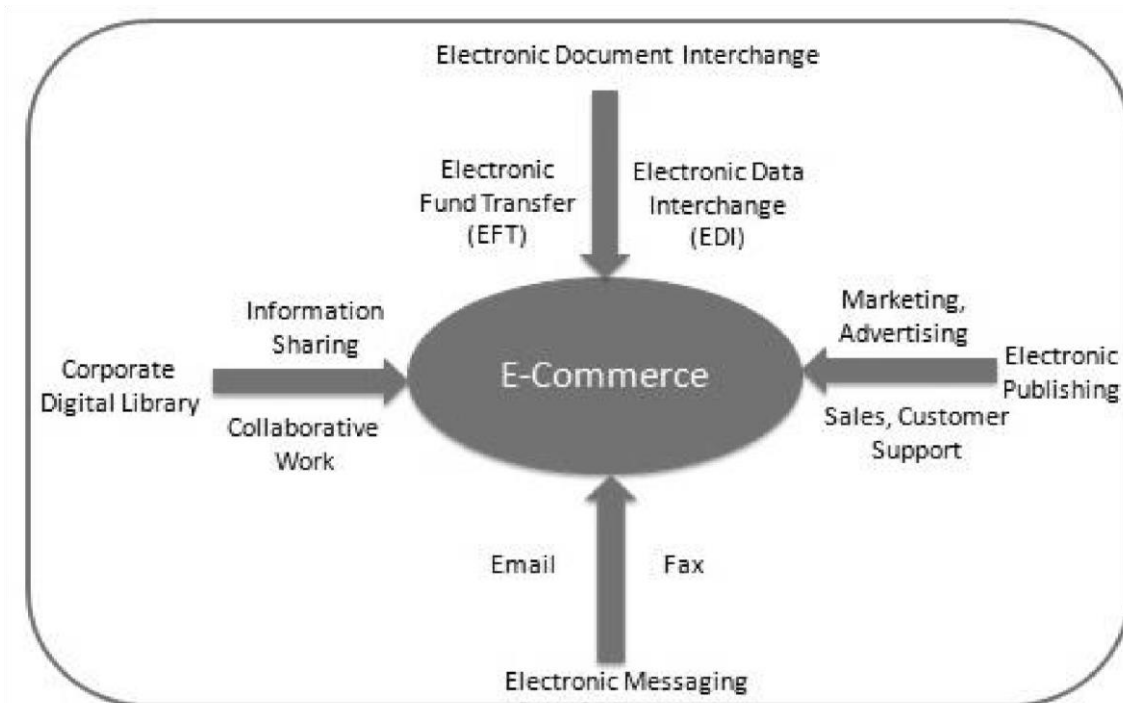 Electronic Document Interchange
Electronic
Fund Transfer
(EFT)
Electronic Data
Interchange
(EDI)
Information
Sharing
Corporate
Digital Library
Collaborative
Work
E-Commerce
Marketing,
Advertising
Electronic
Publishing
Sales, Customer
Support
Email
Fax
Electronic Messaging